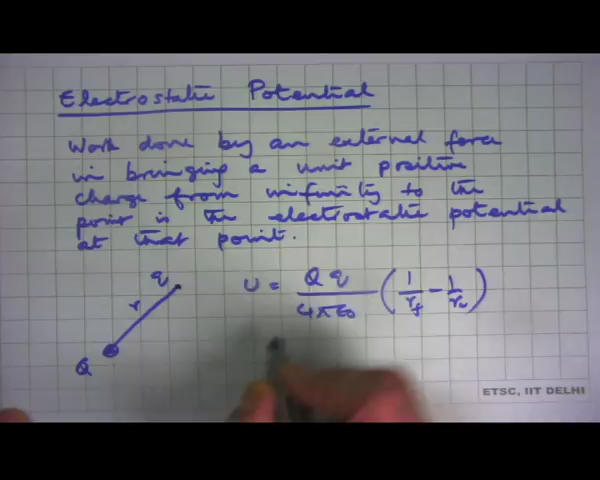 Electrostatic Potential
Work done by an external force
in bringing a unit positive
charge from infinity to the
point is the electrostatic potential
at that point.
q
r
Q
U = Qq / 4πε₀ (1/r_f - 1/r_i)
ETSC, IIT DELHI